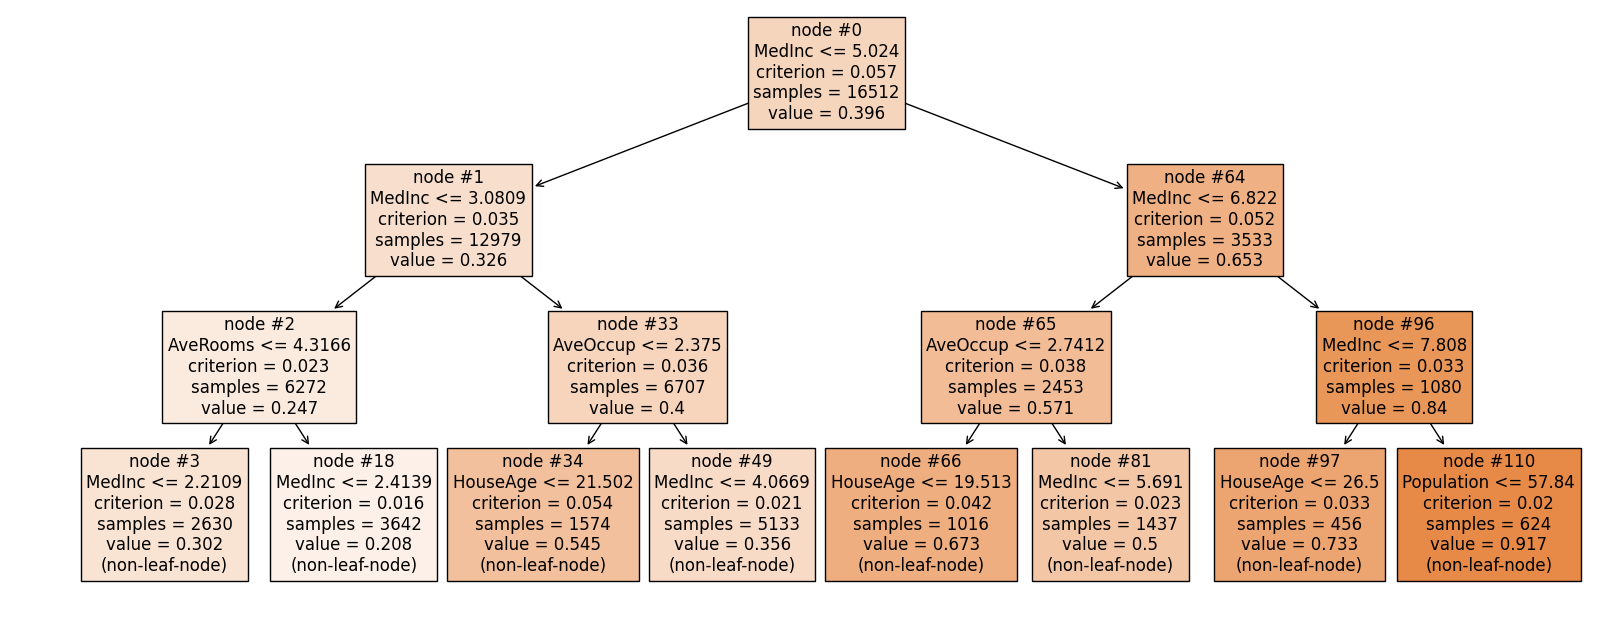 node #0
MedInc <= 5.024
criterion = 0.057
samples = 16512
value = 0.396
node #1
MedInc <= 3.0809
criterion = 0.035
samples = 12979
value = 0.326
node #64
MedInc <= 6.822
criterion = 0.052
samples = 3533
value = 0.653
node #2
AveRooms <= 4.3166
criterion = 0.023
samples = 6272
value = 0.247
node #33
AveOccup <= 2.375
criterion = 0.036
samples = 6707
value = 0.4
node #65
AveOccup <= 2.7412
criterion = 0.038
samples = 2453
value = 0.571
node #96
MedInc <= 7.808
criterion = 0.033
samples = 1080
value = 0.84
node #3
MedInc <= 2.2109
criterion = 0.028
samples = 2630
value = 0.302
(non-leaf-node)
node #18
MedInc <= 2.4139
criterion = 0.016
samples = 3642
value = 0.208
(non-leaf-node)
node #34
HouseAge <= 21.502
criterion = 0.054
samples = 1574
value = 0.545
(non-leaf-node)
node #49
MedInc <= 4.0669
criterion = 0.021
samples = 5133
value = 0.356
(non-leaf-node)
node #66
HouseAge <= 19.513
criterion = 0.042
samples = 1016
value = 0.673
(non-leaf-node)
node #81
MedInc <= 5.691
criterion = 0.023
samples = 1437
value = 0.5
(non-leaf-node)
node #97
HouseAge <= 26.5
criterion = 0.033
samples = 456
value = 0.733
(non-leaf-node)
node #110
Population <= 57.84
criterion = 0.02
samples = 624
value = 0.917
(non-leaf-node)